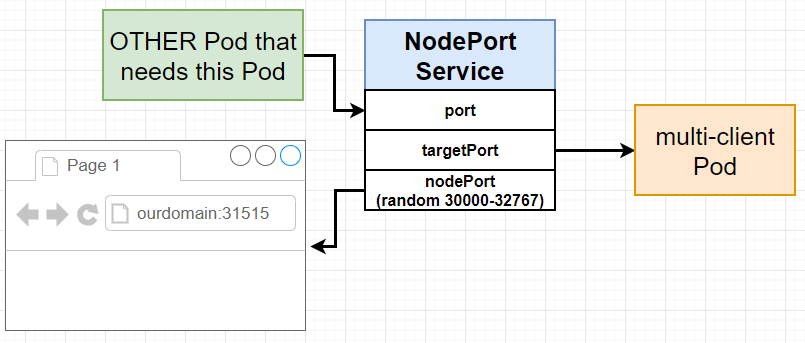 OTHER Pod that
needs this Pod
NodePort
Service
port
targetPort
nodePort
(random 30000-32767)
multi-client
Pod
Page 1
ourdomain:31515